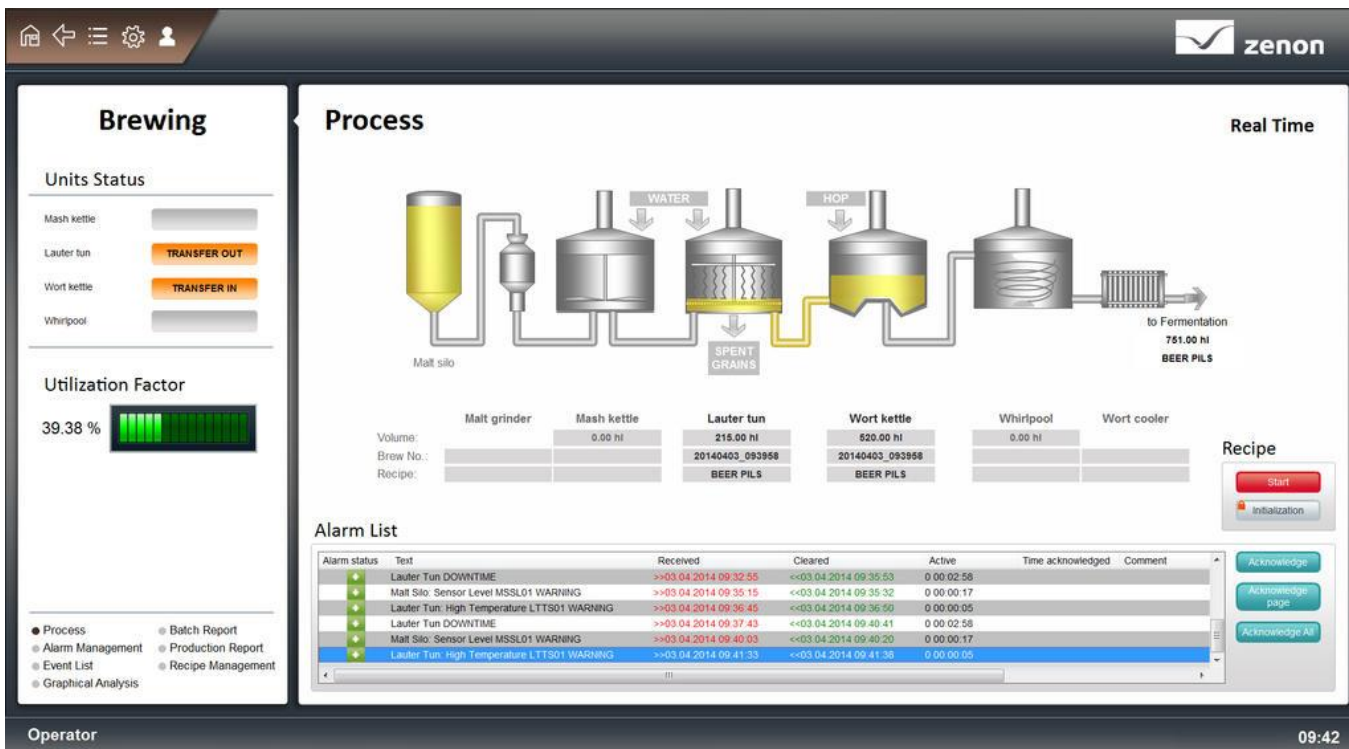 zenon
Brewing
Units Status
Mash kettle
Lauter tun TRANSFER OUT
Wort kettle TRANSFER IN
Whirlpool
Utilization Factor
39.38 %
Process
Alarm Management
Event List
Graphical Analysis
Batch Report
Production Report
Recipe Management
Process
Real Time
WATER
HOP
SPENT
GRAINS
Malt silo
to Fermentation
751.00 hl
BEER PILS
Malt grinder Mash kettle Lauter tun Wort kettle Whirlpool Wort cooler
Volume: 0.00 hl 215.00 hl 520.00 hl 0.00 hl
Brew No.: 20140403_093958 20140403_093958
Recipe: BEER PILS BEER PILS
Recipe
Start
Initialization
Alarm List
Alarm status Text Received Cleared Active Time acknowledged Comment
Lauter Tun DOWNTIME >>03.04.2014 09:32:55 <<03.04.2014 09:35:53 0 00:02:58
Malt Silo: Sensor Level MSSL01 WARNING >>03.04.2014 09:35:15 <<03.04.2014 09:35:32 0 00:00:17
Lauter Tun: High Temperature LTTS01 WARNING >>03.04.2014 09:36:45 <<03.04.2014 09:36:50 0 00:00:05
Lauter Tun DOWNTIME >>03.04.2014 09:37:43 <<03.04.2014 09:40:41 0 00:02:58
Malt Silo: Sensor Level MSSL01 WARNING >>03.04.2014 09:40:03 <<03.04.2014 09:40:20 0 00:00:17
Lauter Tun: High Temperature LTTS01 WARNING >>03.04.2014 09:41:33 <<03.04.2014 09:41:38 0 00:00:05
Acknowledge
Acknowledge
page
Acknowledge All
Operator
09:42